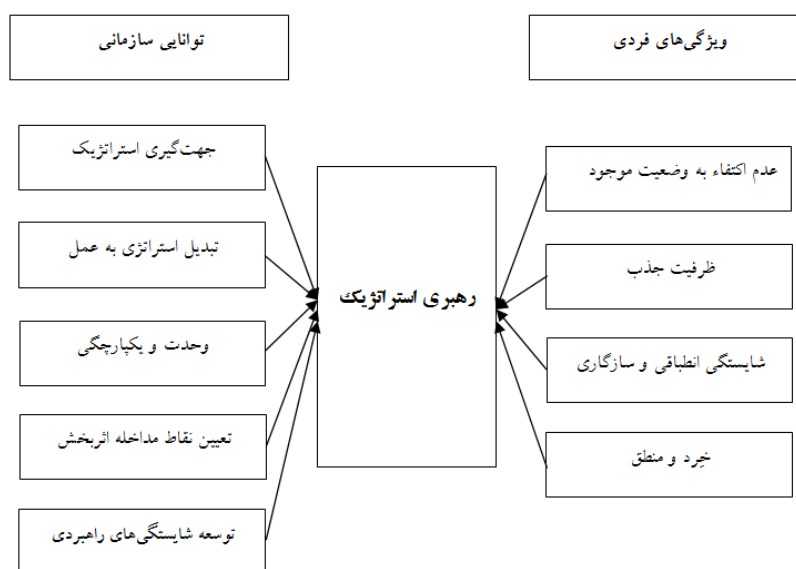 ویژگی‌های فردی
توانایی سازمانی
عدم اکتفاء به وضعیت موجود
ظرفیت جذب
شایستگی انطباقی و سازگاری
خِرد و منطق
رهبری استراتژیک
جهت‌گیری استراتژیک
تبدیل استراتژی به عمل
وحدت و یکپارچگی
تعیین نقاط مداخله اثربخش
توسعه شایستگی‌های راهبردی